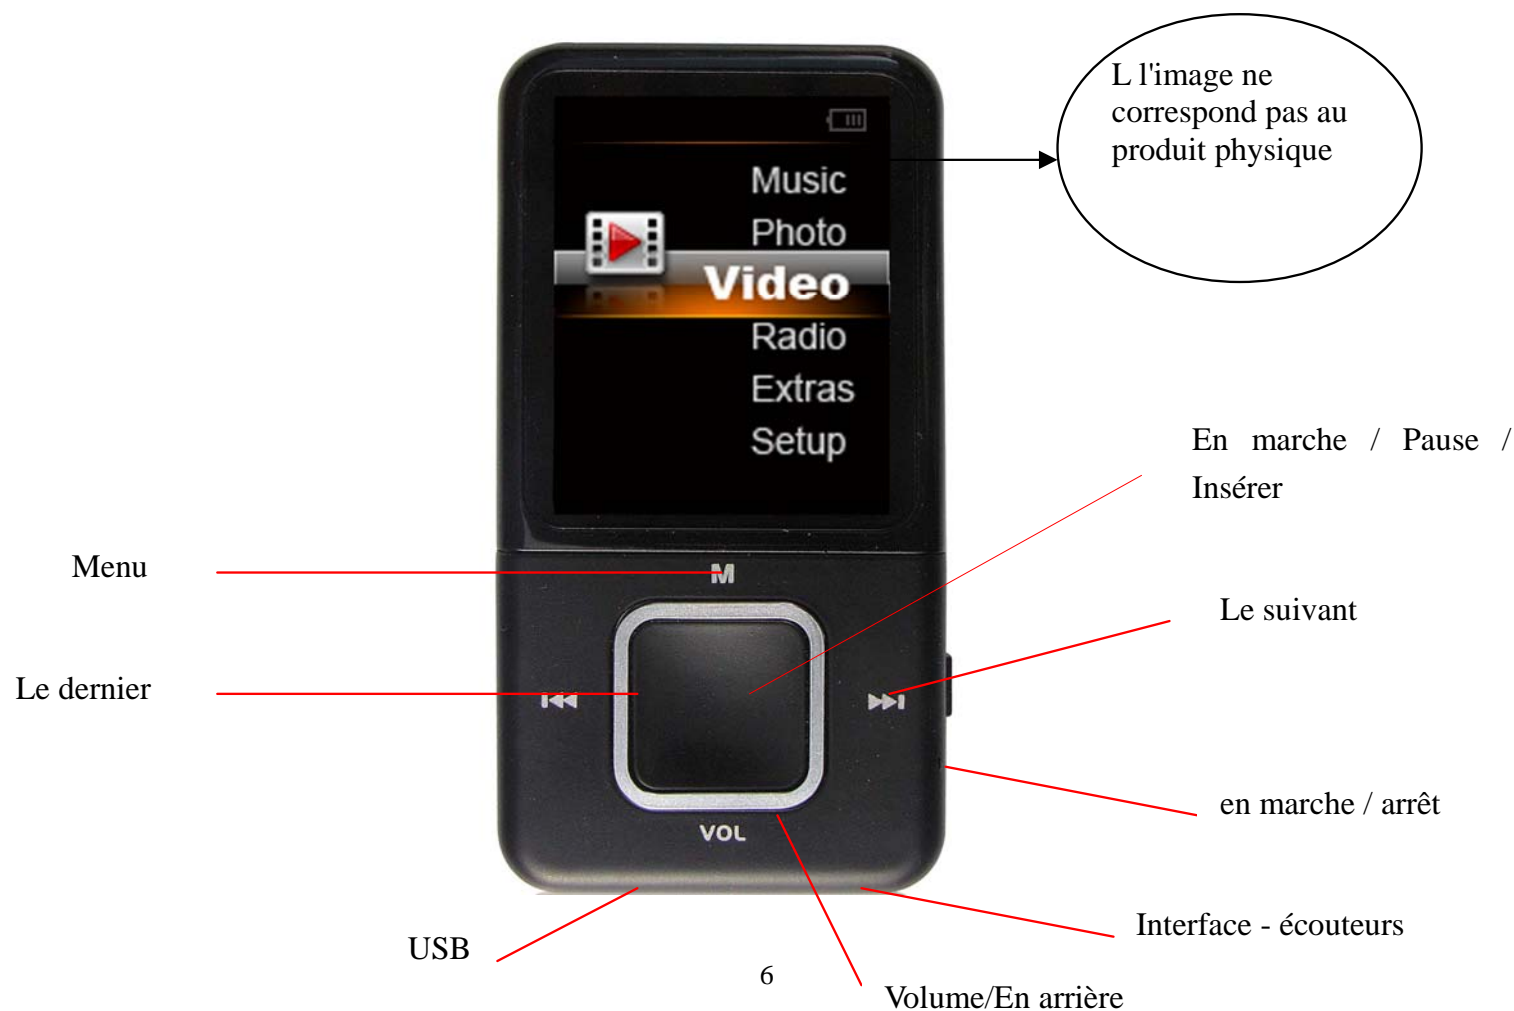 L l'image ne
correspond pas au
produit physique
Music
Photo
Video
Radio
Extras
Setup
En marche / Pause /
Insérer
Menu
M
Le suivant
Le dernier
en marche / arrêt
VOL
Interface - écouteurs
USB
6
Volume/En arrière